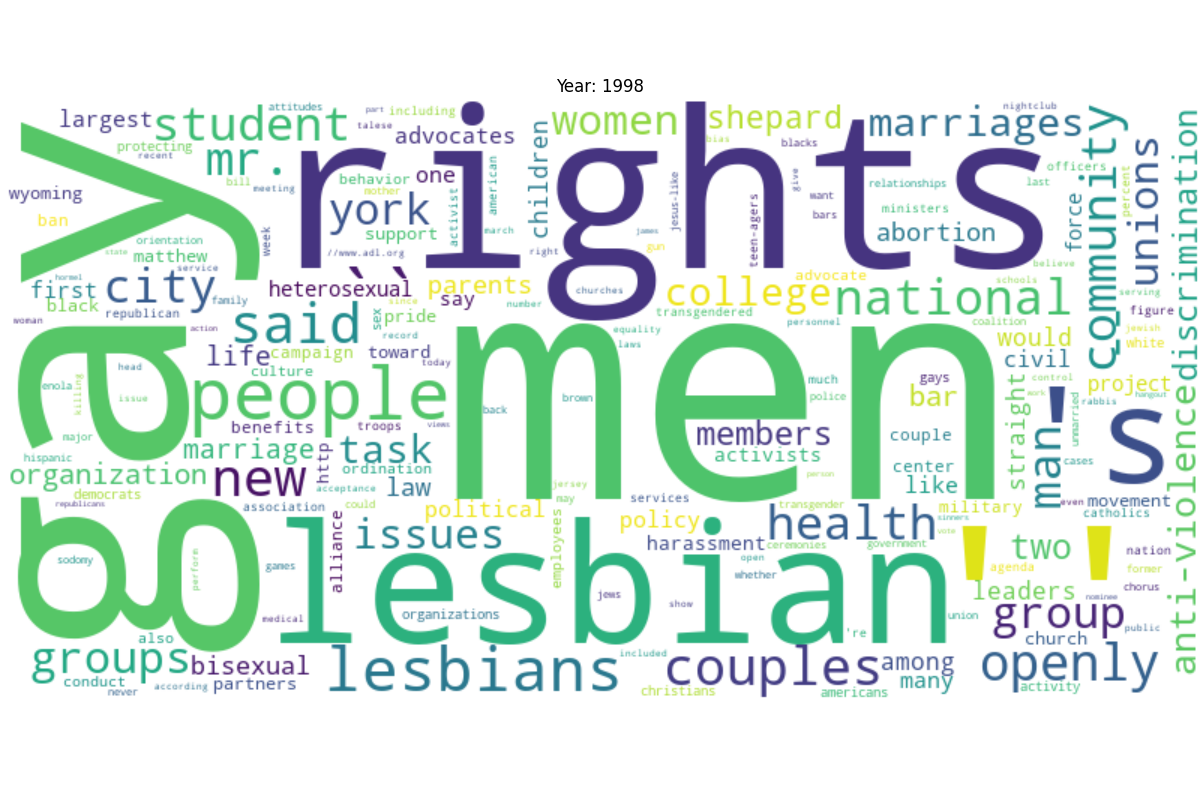 Year: 1998
gay
rights
men
lesbian
largest
student
attitudes
part
including
talese
advocates
women
shepard
nightclub
marriages
community
unions
anti-violence
discrimination
protecting
recent
mr.
bill
meeting
behavior
mother
one
american
children
bias
blacks
give
want
bars
relationships
officers
last
percent
wyoming
ban
york
support
activist
march
right
james
gun
jesus-like
teen-agers
ministers
abortion
force
believe
orientation
state
matthew
service
week
//www.adl.org
hormel
first
city
family
black
republican
heterosexual
``
parents
say
since
number
churches
college
advocate
national
schools
serving
figure
woman
action
said
sex
pride
record
transgendered
equality
laws
personnel
coalition
would
jewish
white
life
campaign
toward
today
culture
civil
enola
killing
head
issue
people
much
police
gays
bar
control
project
work
straight
unmarried
rabbis
hangout
man
's
back
brown
benefits
troops
views
members
activists
couple
major
hispanic
marriage
task
organization
new
http
ordination
acceptance
law
center
like
cases
person
democrats
republicans
association
could
jersey
may
services
transgender
military
sinners
vote
even
movement
catholics
political
policy
health
''
two
nation
former
alliance
issues
employees
harassment
ceremonies
government
open
whether
agenda
leaders
chorus
sodomy
perform
games
medical
organizations
jews
show
're
union
group
nominee
public
also
church
groups
bisexual
lesbians
included
couples
among
openly
conduct
never
according
partners
christians
americans
many
activity